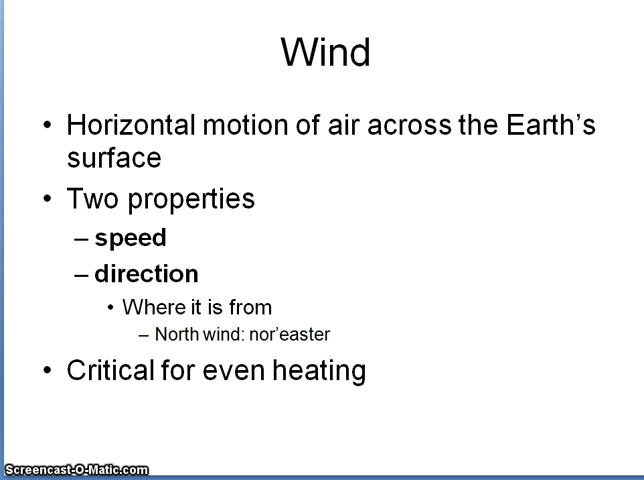 Wind
• Horizontal motion of air across the Earth's
surface
• Two properties
– speed
– direction
• Where it is from
– North wind: nor'easter
• Critical for even heating
Screencast-O-Matic.com